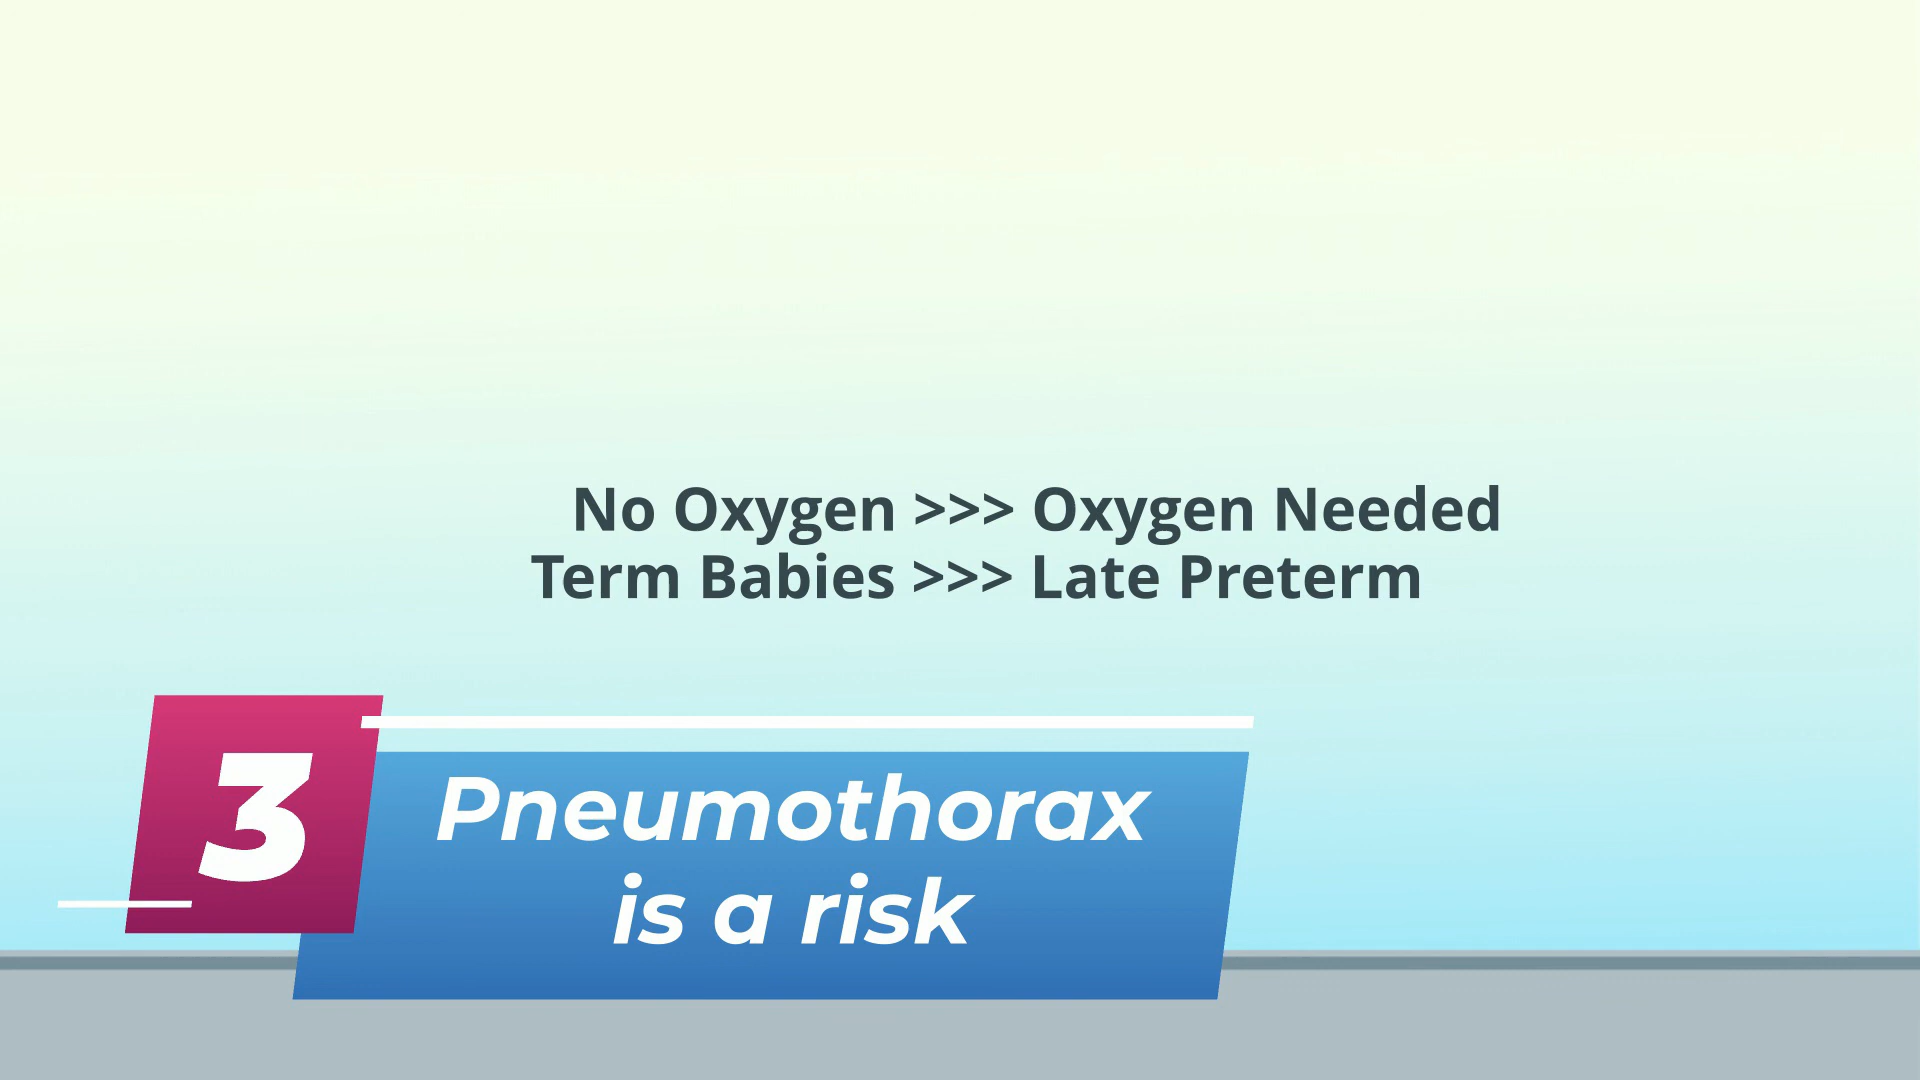 No Oxygen >>> Oxygen Needed
Term Babies >>> Late Preterm
3
Pneumothorax
is a risk